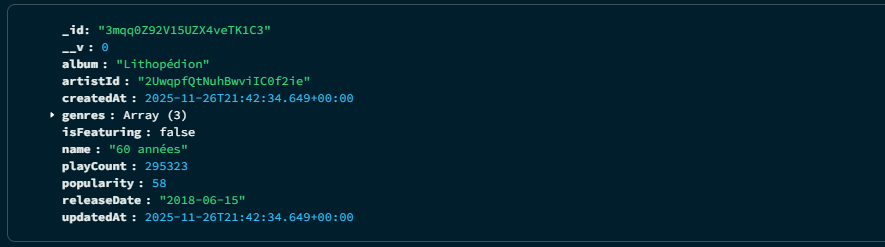 _id: "3mqq0Z92V15UZX4veTK1C3"
__v: 0
album: "Lithopédion"
artistId: "2UwqpfQtNuhBwviIC0f2ie"
createdAt: 2025-11-26T21:42:34.649+00:00
genres: Array (3)
isFeaturing: false
name: "60 années"
playCount: 295323
popularity: 58
releaseDate: "2018-06-15"
updatedAt: 2025-11-26T21:42:34.649+00:00